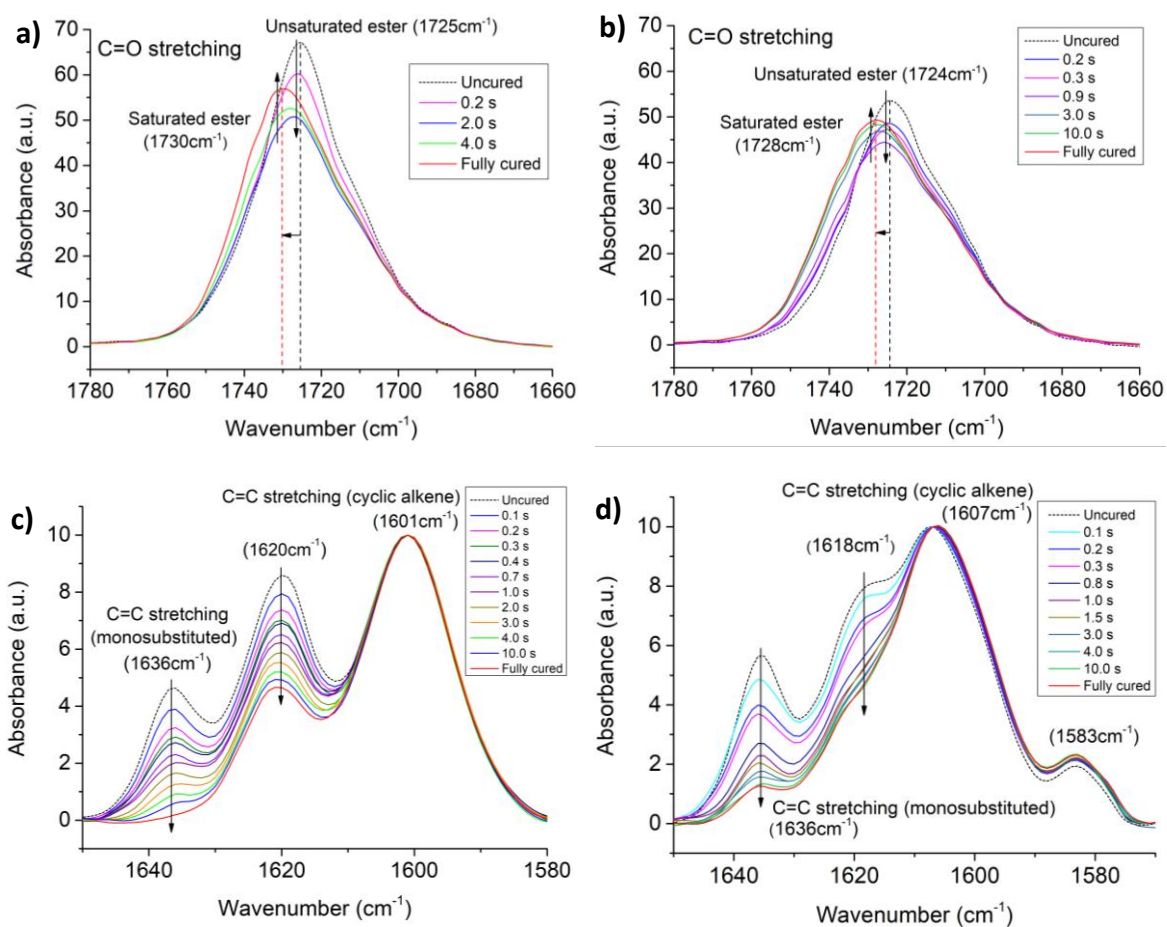 a)
C=O stretching
Unsaturated ester (1725cm⁻¹)
Saturated ester
(1730cm⁻¹)
Uncured
0.2 s
2.0 s
4.0 s
Fully cured
Absorbance (a.u.)
70
60
50
40
30
20
10
0
1780 1760 1740 1720 1700 1680 1660
Wavenumber (cm⁻¹)
b)
C=O stretching
Unsaturated ester (1724cm⁻¹)
Saturated ester
(1728cm⁻¹)
Uncured
0.2 s
0.3 s
0.9 s
3.0 s
10.0 s
Fully cured
Absorbance (a.u.)
70
60
50
40
30
20
10
0
1780 1760 1740 1720 1700 1680 1660
Wavenumber (cm⁻¹)
c)
C=C stretching (cyclic alkene)
(1601cm⁻¹)
(1620cm⁻¹)
C=C stretching
(monosubstituted)
(1636cm⁻¹)
Uncured
0.1 s
0.2 s
0.3 s
0.4 s
0.7 s
1.0 s
2.0 s
3.0 s
4.0 s
10.0 s
Fully cured
Absorbance (a.u.)
10
8
6
4
2
0
1640 1620 1600 1580
Wavenumber (cm⁻¹)
d)
C=C stretching (cyclic alkene)
(1607cm⁻¹)
(1618cm⁻¹)
(1583cm⁻¹)
C=C stretching (monosubstituted)
(1636cm⁻¹)
Uncured
0.1 s
0.2 s
0.3 s
0.8 s
1.0 s
1.5 s
3.0 s
4.0 s
10.0 s
Fully cured
Absorbance (a.u.)
10
8
6
4
2
0
1640 1620 1600 1580
Wavenumber (cm⁻¹)